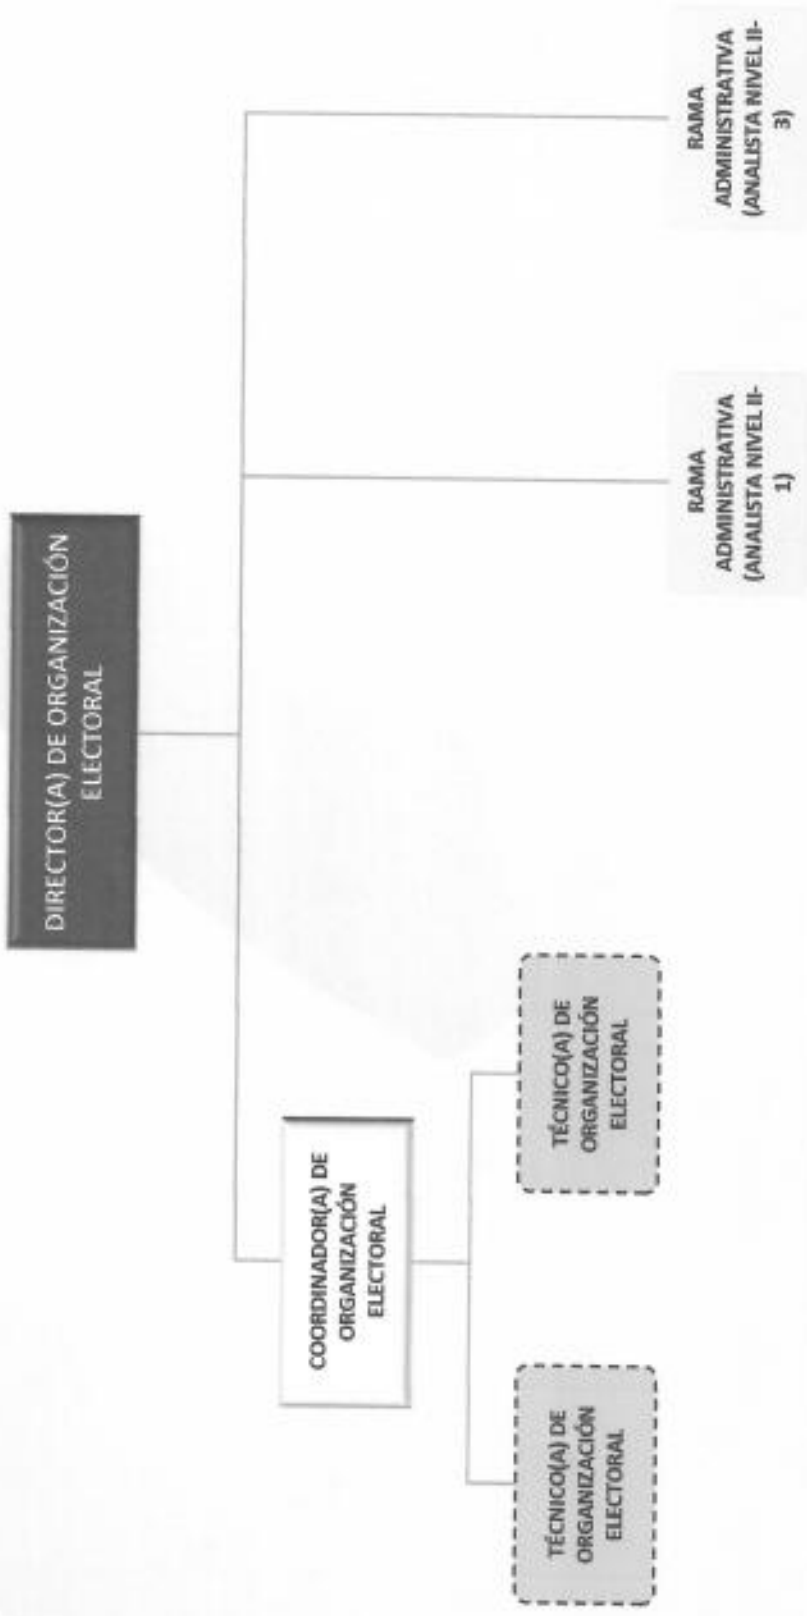 DIRECTOR(A) DE ORGANIZACIÓN
ELECTORAL
COORDINADOR(A) DE
ORGANIZACIÓN
ELECTORAL
TÉCNICO(A) DE
ORGANIZACIÓN
ELECTORAL
TÉCNICO(A) DE
ORGANIZACIÓN
ELECTORAL
RAMA
ADMINISTRATIVA
(ANALISTA NIVEL II-
1)
RAMA
ADMINISTRATIVA
(ANALISTA NIVEL II-
3)